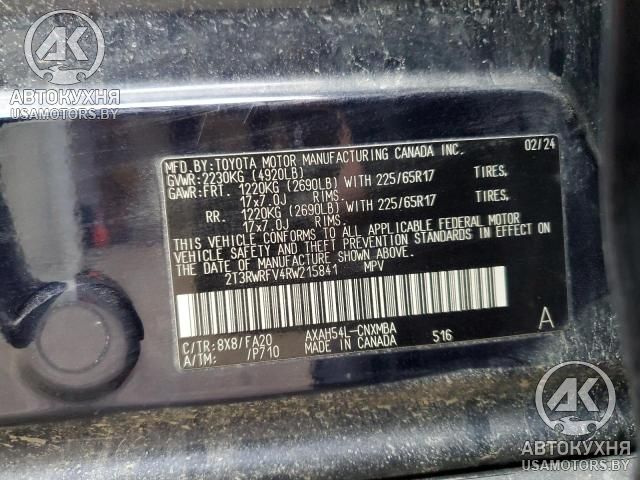 AK
АВТОКУХНЯ
USAMOTORS.BY
MFD.BY:TOYOTA MOTOR MANUFACTURING CANADA INC. 02/24
GVWR:2230KG (4920LB)
GAWR:FRT. 1220KG (2690LB) WITH 225/65R17 TIRES,
17x7.0J RIMS.
RR. 1220KG (2690LB) WITH 225/65R17 TIRES,
17x7.0J RIMS
THIS VEHICLE CONFORMS TO ALL APPLICABLE FEDERAL MOTOR
VEHICLE SAFETY AND THEFT PREVENTION STANDARDS IN EFFECT
ON THE DATE OF MANUFACTURE SHOWN ABOVE.
2T3RWRFV4RW215841 MPV
C/TR:8X8/FA20 AXAH54L-CNXMBA A
A/TM: /P710 MADE IN CANADA 516
AK
АВТОКУХНЯ
USAMOTORS.BY